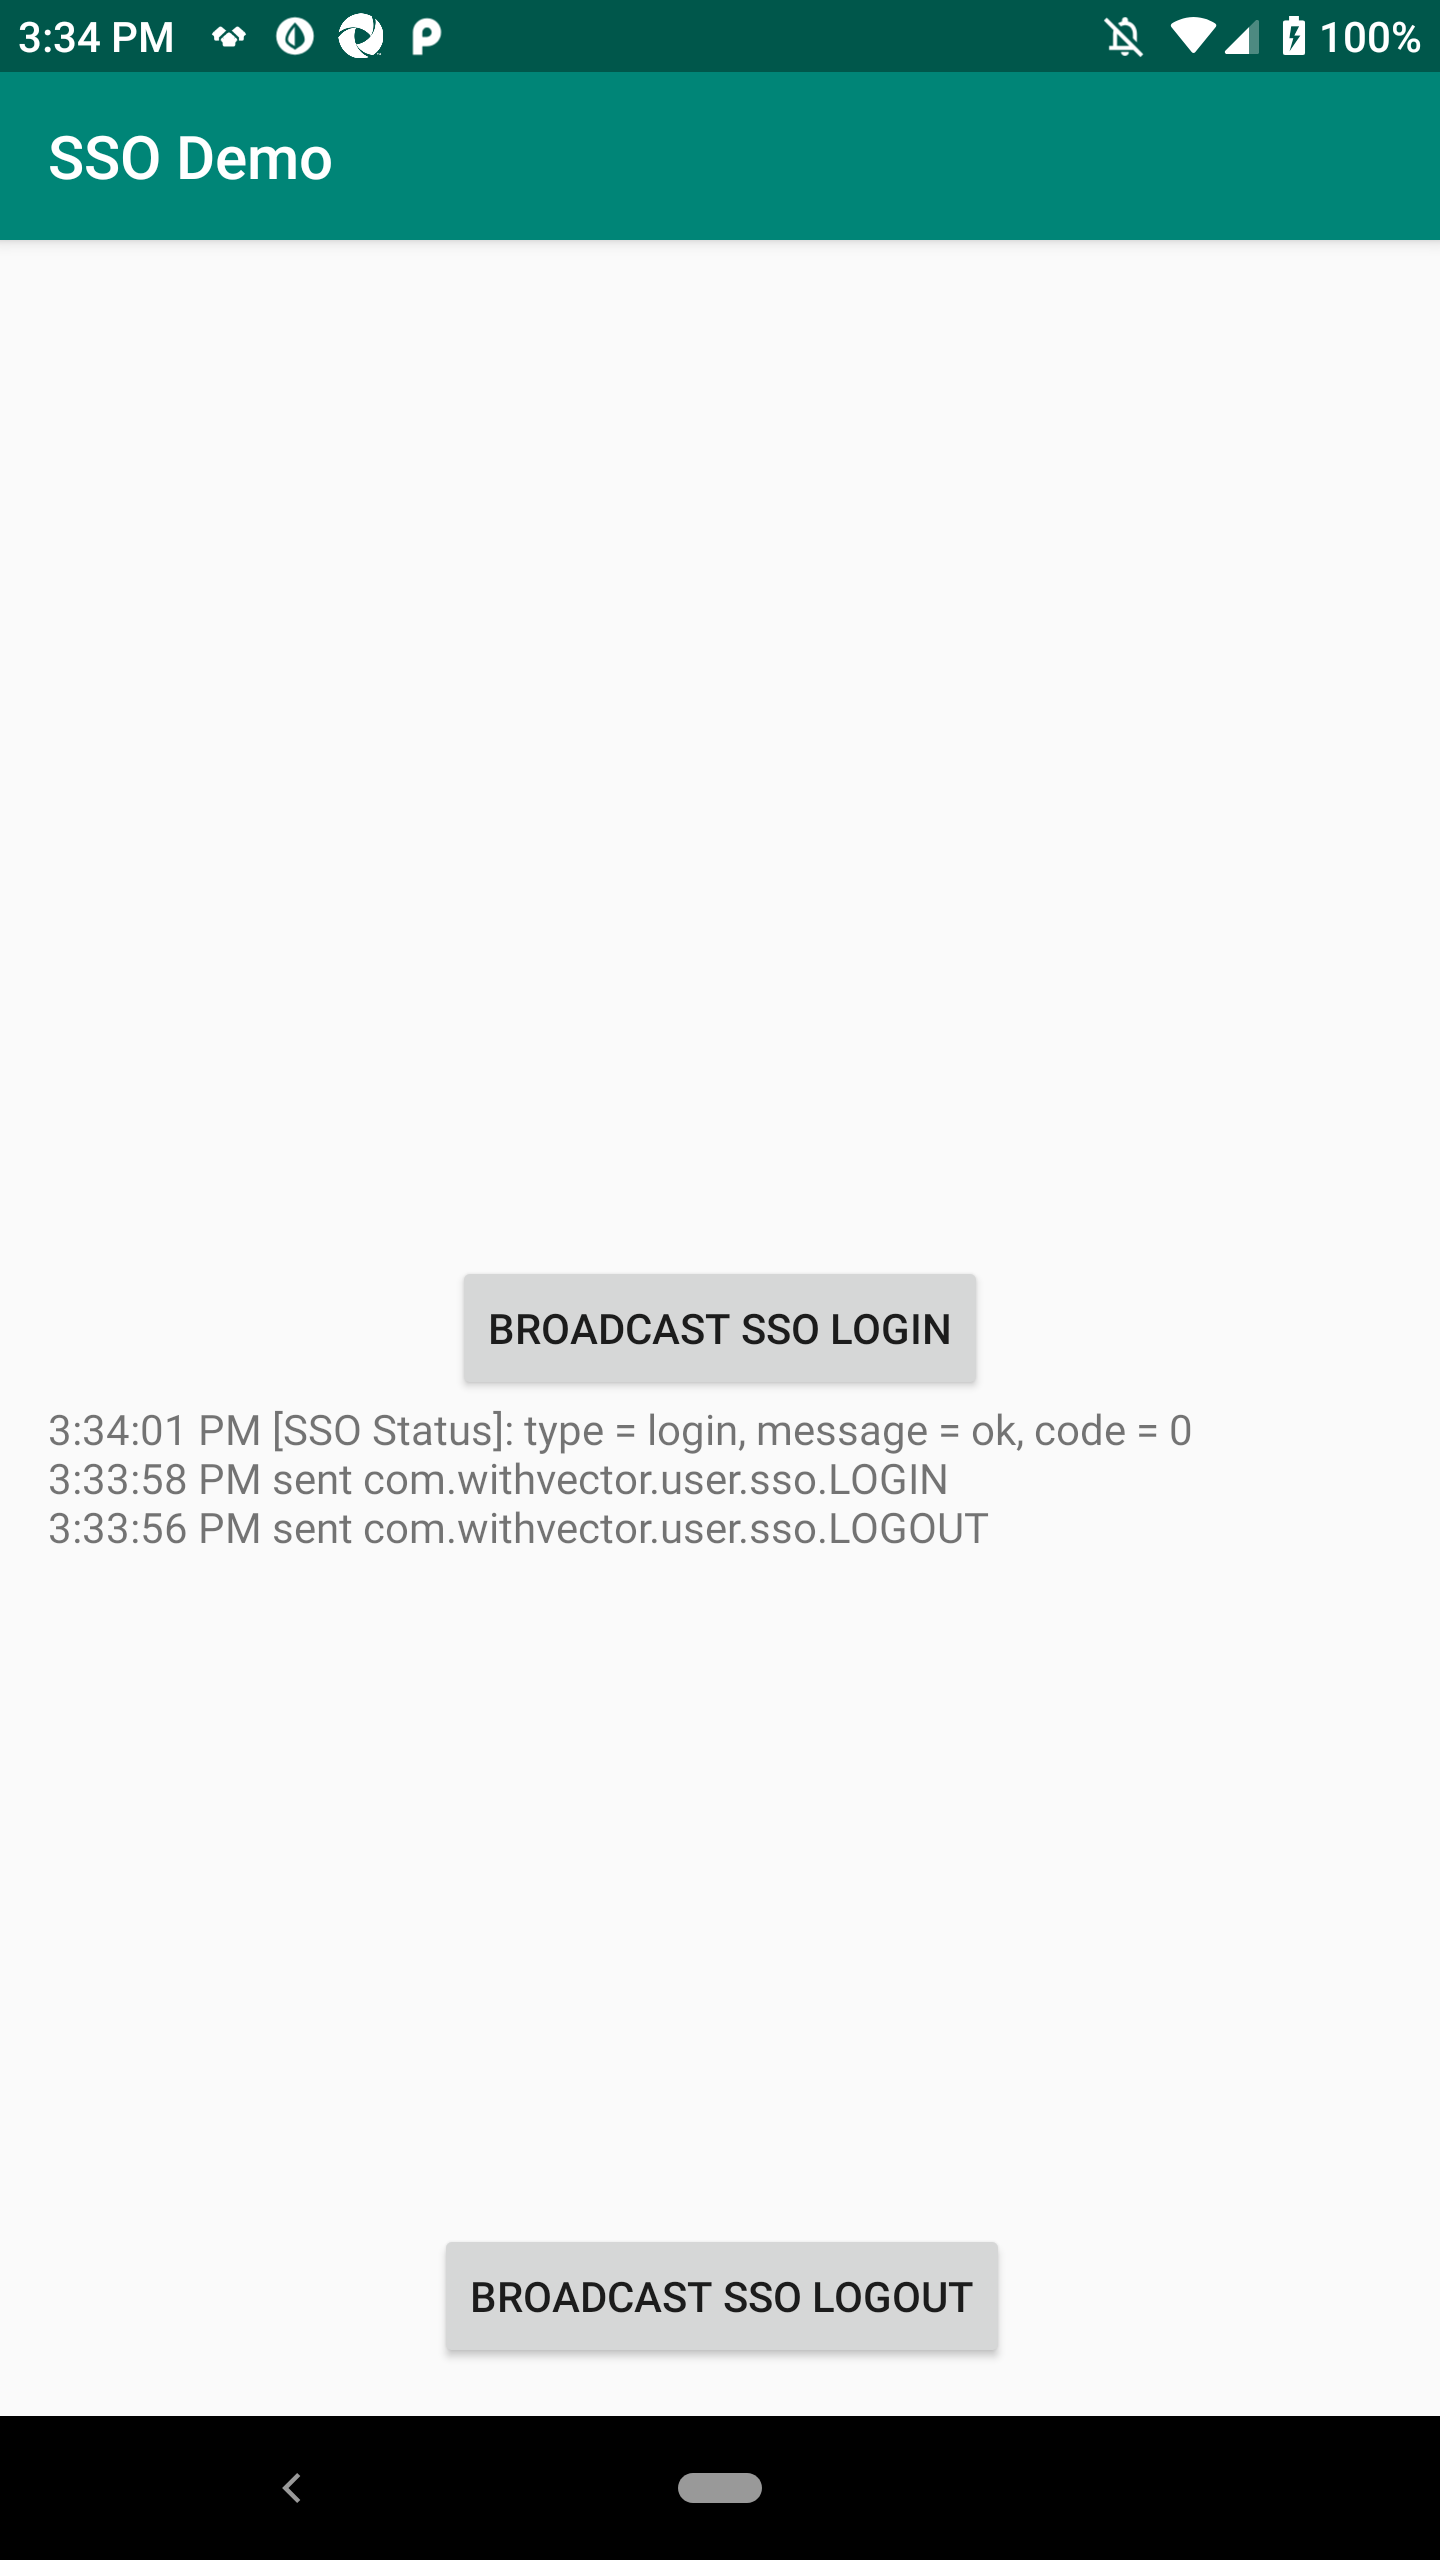 3:34 PM 100%
SSO Demo
BROADCAST SSO LOGIN
3:34:01 PM [SSO Status]: type = login, message = ok, code = 0
3:33:58 PM sent com.withvector.user.sso.LOGIN
3:33:56 PM sent com.withvector.user.sso.LOGOUT
BROADCAST SSO LOGOUT